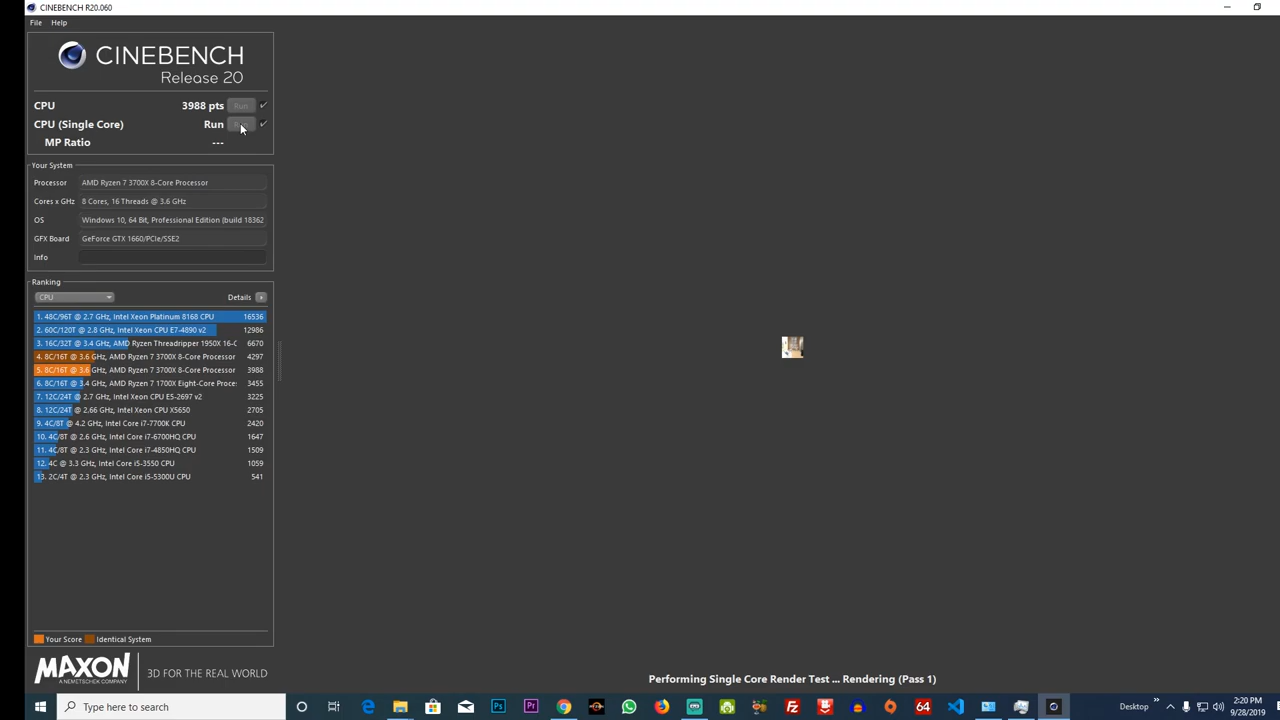 CINEBENCH R20.060
File Help
CINEBENCH
Release 20
CPU 3988 pts Run
CPU (Single Core) Run
MP Ratio ---
Your System
Processor AMD Ryzen 7 3700X 8-Core Processor
Cores x GHz 8 Cores, 16 Threads @ 3.6 GHz
OS Windows 10, 64 Bit, Professional Edition (build 18362
GFX Board GeForce GTX 1660/PCIe/SSE2
Info
Ranking
CPU Details
1. 48C/96T @ 2.7 GHz, Intel Xeon Platinum 8168 CPU 16536
2. 60C/120T @ 2.8 GHz, Intel Xeon CPU E7-4890 v2 12986
3. 16C/32T @ 3.4 GHz, AMD Ryzen Threadripper 1950X 16-C 6670
4. 8C/16T @ 3.6 GHz, AMD Ryzen 7 3700X 8-Core Processor 4297
5. 8C/16T @ 3.6 GHz, AMD Ryzen 7 3700X 8-Core Processor 3988
6. 8C/16T @ 3.4 GHz, AMD Ryzen 7 1700X Eight-Core Proce: 3455
7. 12C/24T @ 2.7 GHz, Intel Xeon CPU E5-2697 v2 3225
8. 12C/24T @ 2.66 GHz, Intel Xeon CPU X5650 2705
9. 4C/8T @ 4.2 GHz, Intel Core i7-7700K CPU 2420
10. 4C/8T @ 2.6 GHz, Intel Core i7-6700HQ CPU 1647
11. 4C/8T @ 2.3 GHz, Intel Core i7-4850HQ CPU 1509
12. 4C @ 3.3 GHz, Intel Core i5-3550 CPU 1059
13. 2C/4T @ 2.3 GHz, Intel Core i5-5300U CPU 541
Your Score Identical System
MAXON
A NEMETSCHEK COMPANY
3D FOR THE REAL WORLD
Performing Single Core Render Test ... Rendering (Pass 1)
Type here to search
Ps Pr Fz 64
Desktop
2:20 PM
9/28/2019